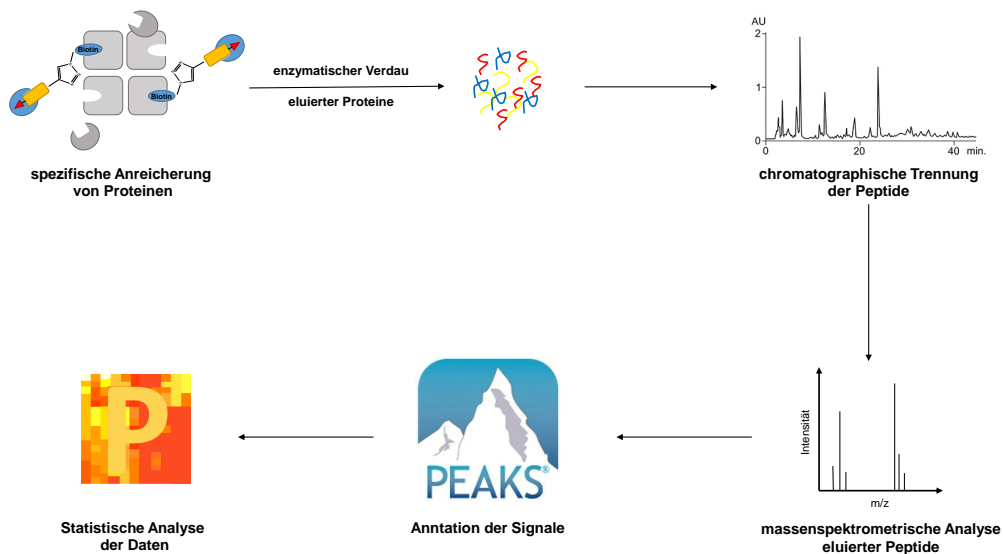 Biotin
Biotin
spezifische Anreicherung
von Proteinen
enzymatischer Verdau
eluierter Proteine
AU
2
1
0
0
20
40
min.
chromatographische Trennung
der Peptide
Intensität
m/z
massenspektrometrische Analyse
eluierter Peptide
PEAKS®
Anntation der Signale
P
Statistische Analyse
der Daten